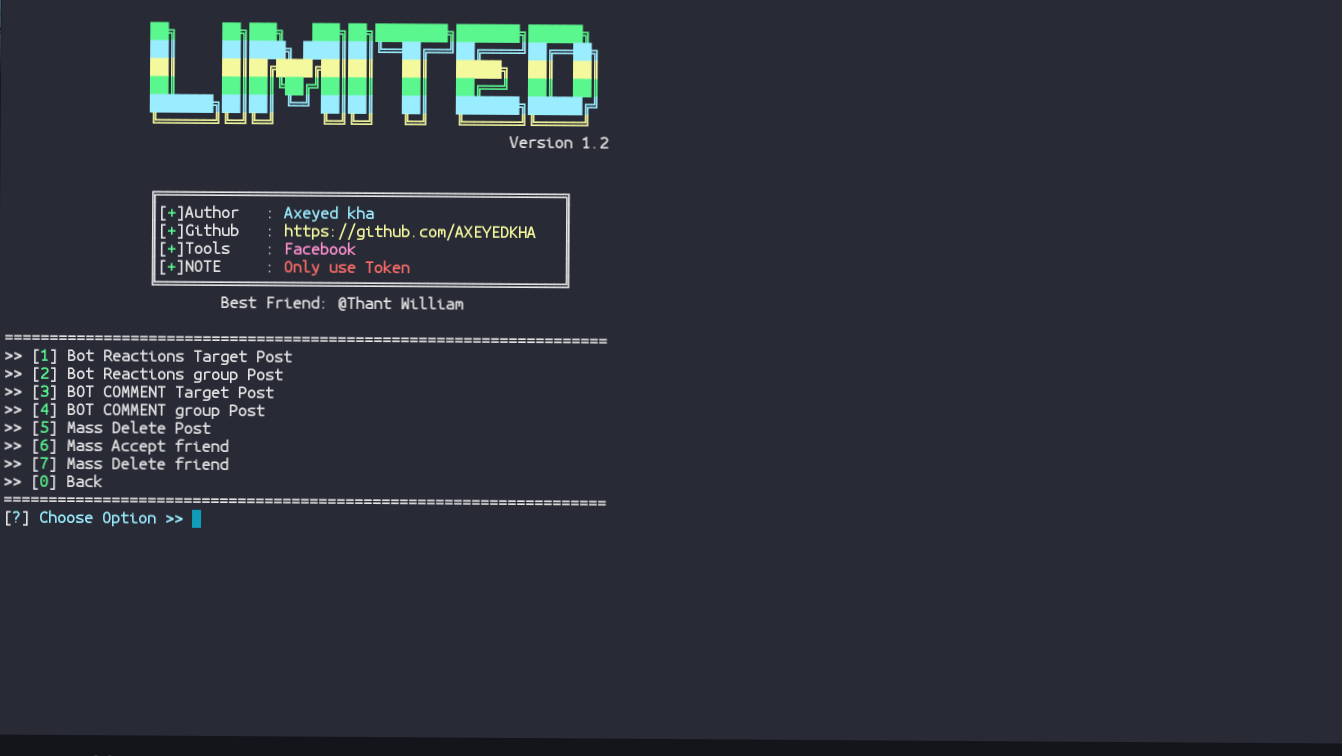 LIMITED
Version 1.2
[+]Author : Axeyed kha
[+]Github : https://github.com/AXEYEDKHA
[+]Tools : Facebook
[+]NOTE : Only use Token
Best Friend: @Thant William
===================================================================
>> [1] Bot Reactions Target Post
>> [2] Bot Reactions group Post
>> [3] BOT COMMENT Target Post
>> [4] BOT COMMENT group Post
>> [5] Mass Delete Post
>> [6] Mass Accept friend
>> [7] Mass Delete friend
>> [0] Back
===================================================================
[?] Choose Option >>